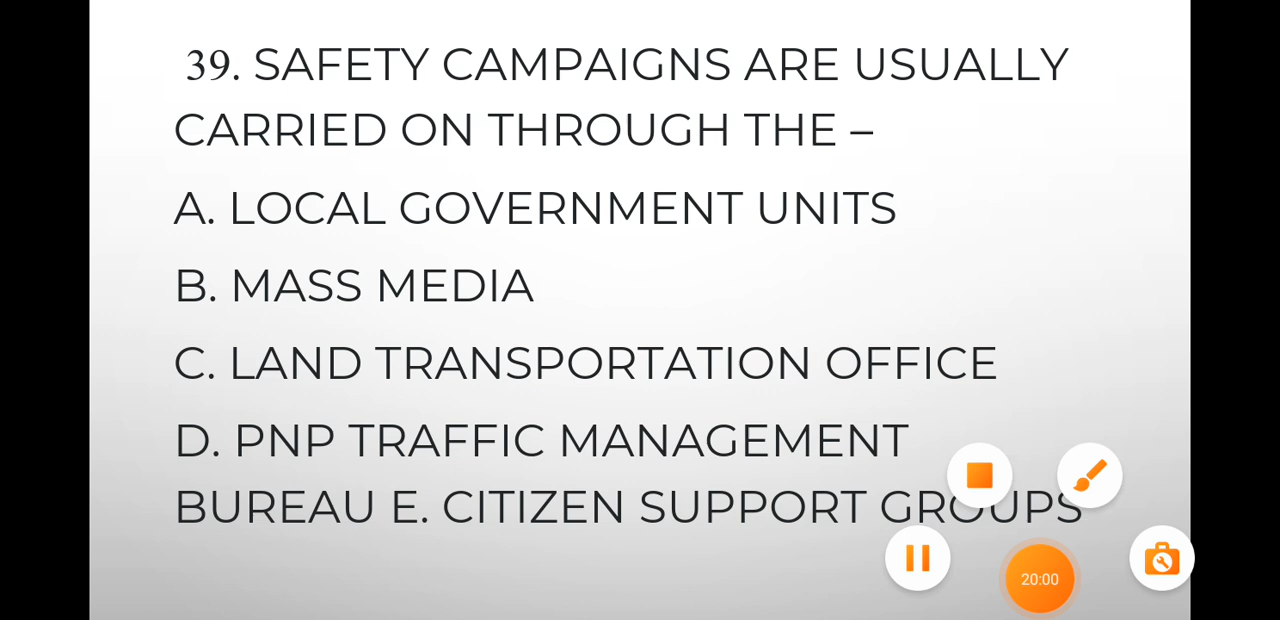 39. SAFETY CAMPAIGNS ARE USUALLY
CARRIED ON THROUGH THE –
A. LOCAL GOVERNMENT UNITS
B. MASS MEDIA
C. LAND TRANSPORTATION OFFICE
D. PNP TRAFFIC MANAGEMENT
BUREAU E. CITIZEN SUPPORT GROUPS
20:00